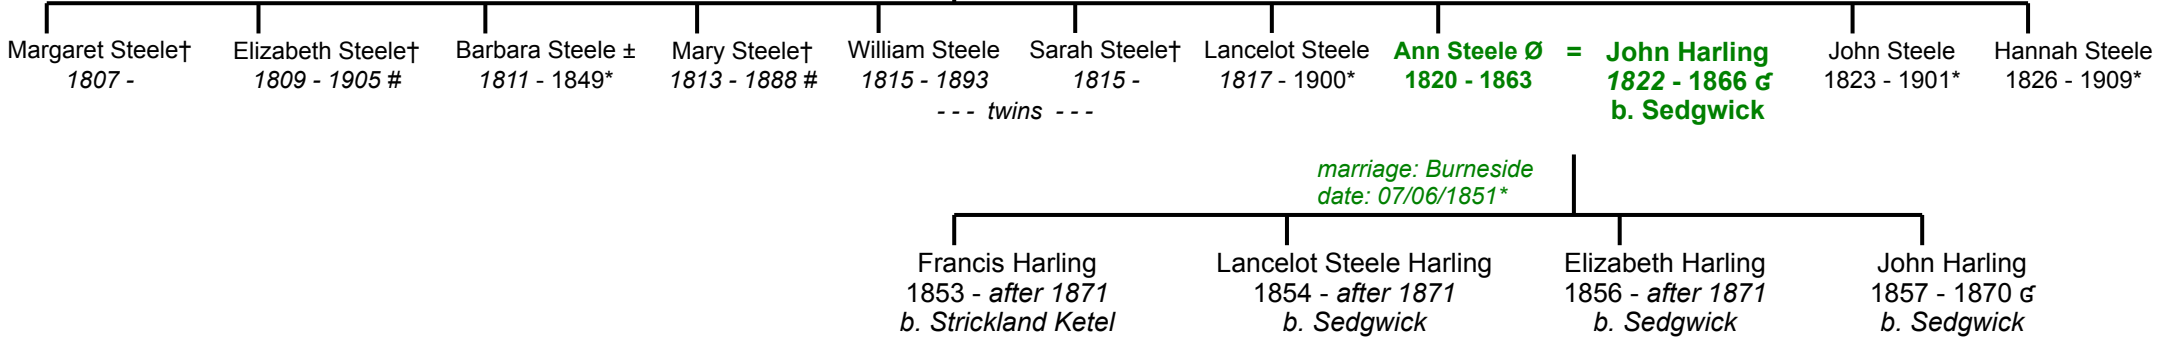 Margaret Steele† Elizabeth Steele† Barbara Steele ± Mary Steele† William Steele Sarah Steele† Lancelot Steele Ann Steele Ø = John Harling John Steele Hannah Steele
1807 - 1809 - 1905 # 1811 - 1849* 1813 - 1888 # 1815 - 1893 1815 - 1817 - 1900* 1820 - 1863 1822 - 1866 ʛ 1823 - 1901* 1826 - 1909*
- - - twins - - - b. Sedgwick
marriage: Burneside
date: 07/06/1851*
Francis Harling Lancelot Steele Harling Elizabeth Harling John Harling
1853 - after 1871 1854 - after 1871 1856 - after 1871 1857 - 1870 ʛ
b. Strickland Ketel b. Sedgwick b. Sedgwick b. Sedgwick